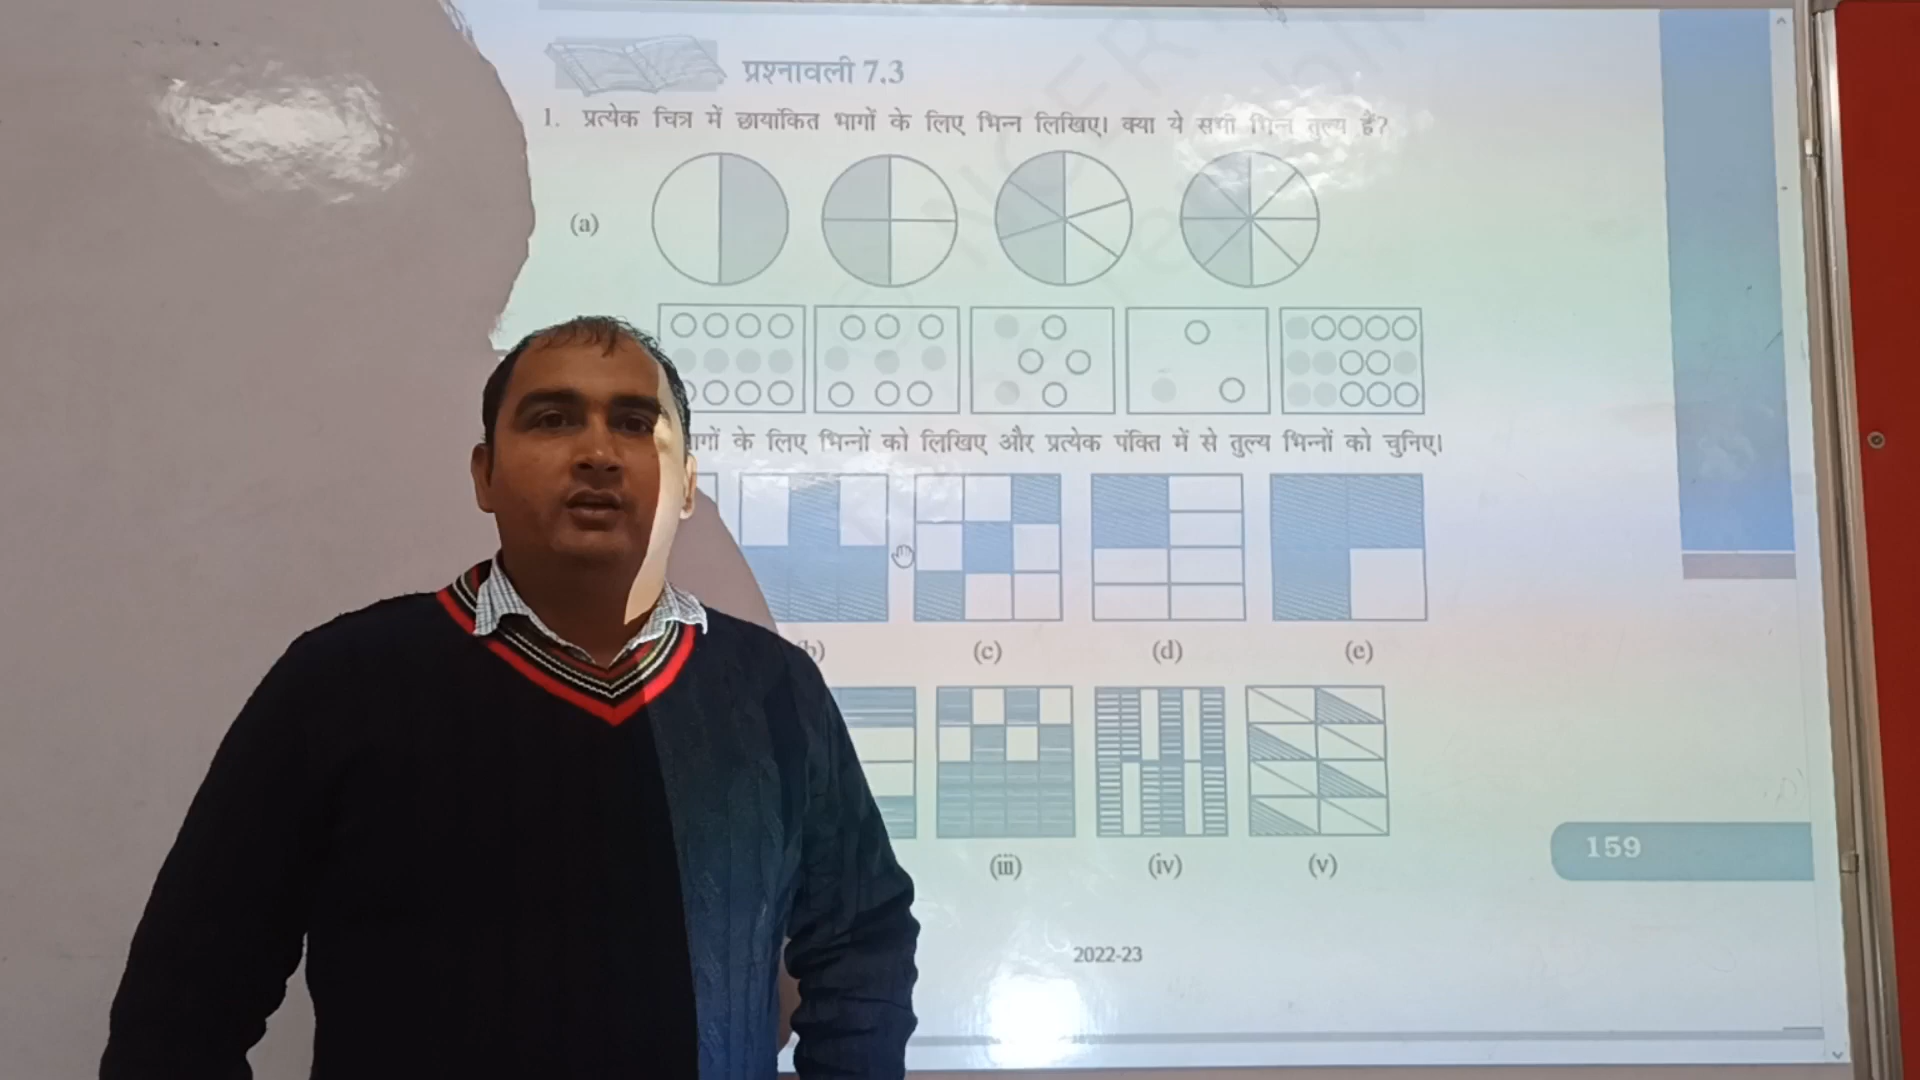 प्रश्नावली 7.3
1. प्रत्येक चित्र में छायांकित भागों के लिए भिन्न लिखिए। क्या ये सभी भिन्न तुल्य हैं?
(a)
के लिए भिन्नों को लिखिए और प्रत्येक पंक्ति में से तुल्य भिन्नों को चुनिए।
(c) (d) (e)
(iii) (iv) (v)
159
2022-23